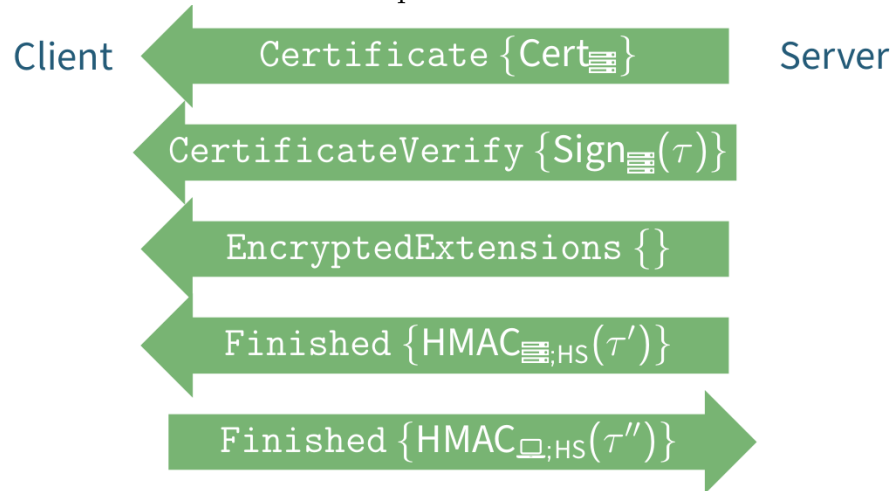 Client
Certificate {Cert}
Server
CertificateVerify {Sign(τ)}
EncryptedExtensions {}
Finished {HMAC;HS(τ′)}
Finished {HMAC;HS(τ″)}